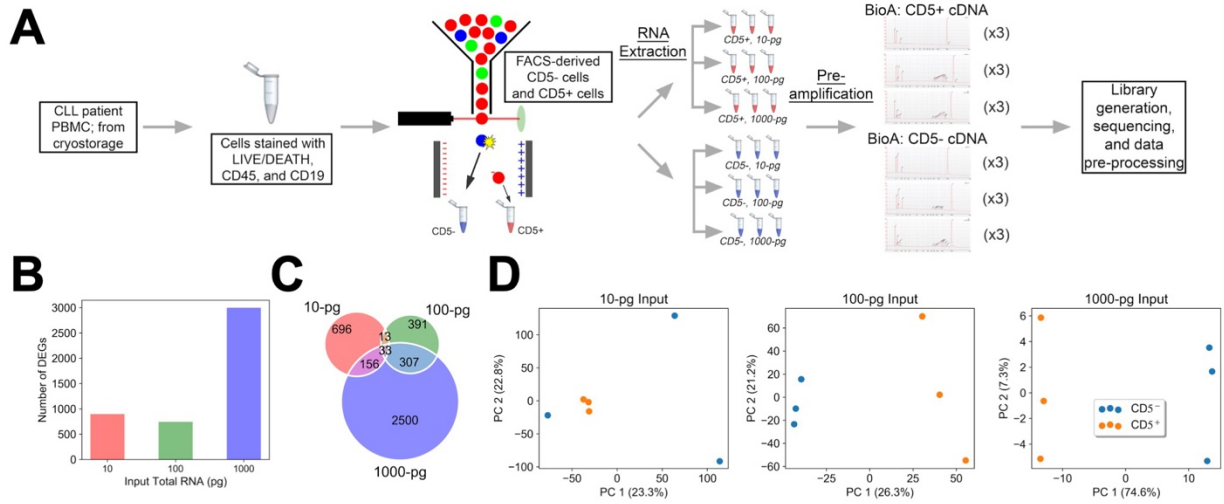 A
CLL patient
PBMC; from
cryostorage
Cells stained with
LIVE/DEATH,
CD45, and CD19
FACS-derived
CD5- cells
and CD5+ cells
CD5-
CD5+
RNA
Extraction
CD5+, 10-pg
CD5+, 100-pg
CD5+, 1000-pg
CD5-, 10-pg
CD5-, 100-pg
CD5-, 1000-pg
Pre-
amplification
BioA: CD5+ cDNA
(x3)
(x3)
(x3)
BioA: CD5- cDNA
(x3)
(x3)
(x3)
Library
generation,
sequencing,
and data
pre-processing
B
Number of DEGs
3000
2500
2000
1500
1000
500
0
10
100
1000
Input Total RNA (pg)
C
10-pg
100-pg
696
13
391
33
156
307
2500
1000-pg
D
10-pg Input
PC 2 (22.8%)
100
50
0
−50
−100
−50
0
50
100
PC 1 (23.3%)
100-pg Input
PC 2 (21.2%)
60
40
20
0
−20
−40
−60
−25
0
25
50
PC 1 (26.3%)
1000-pg Input
PC 2 (7.3%)
6
4
2
0
−2
−4
CD5⁻
CD5⁺
−10
0
10
PC 1 (74.6%)